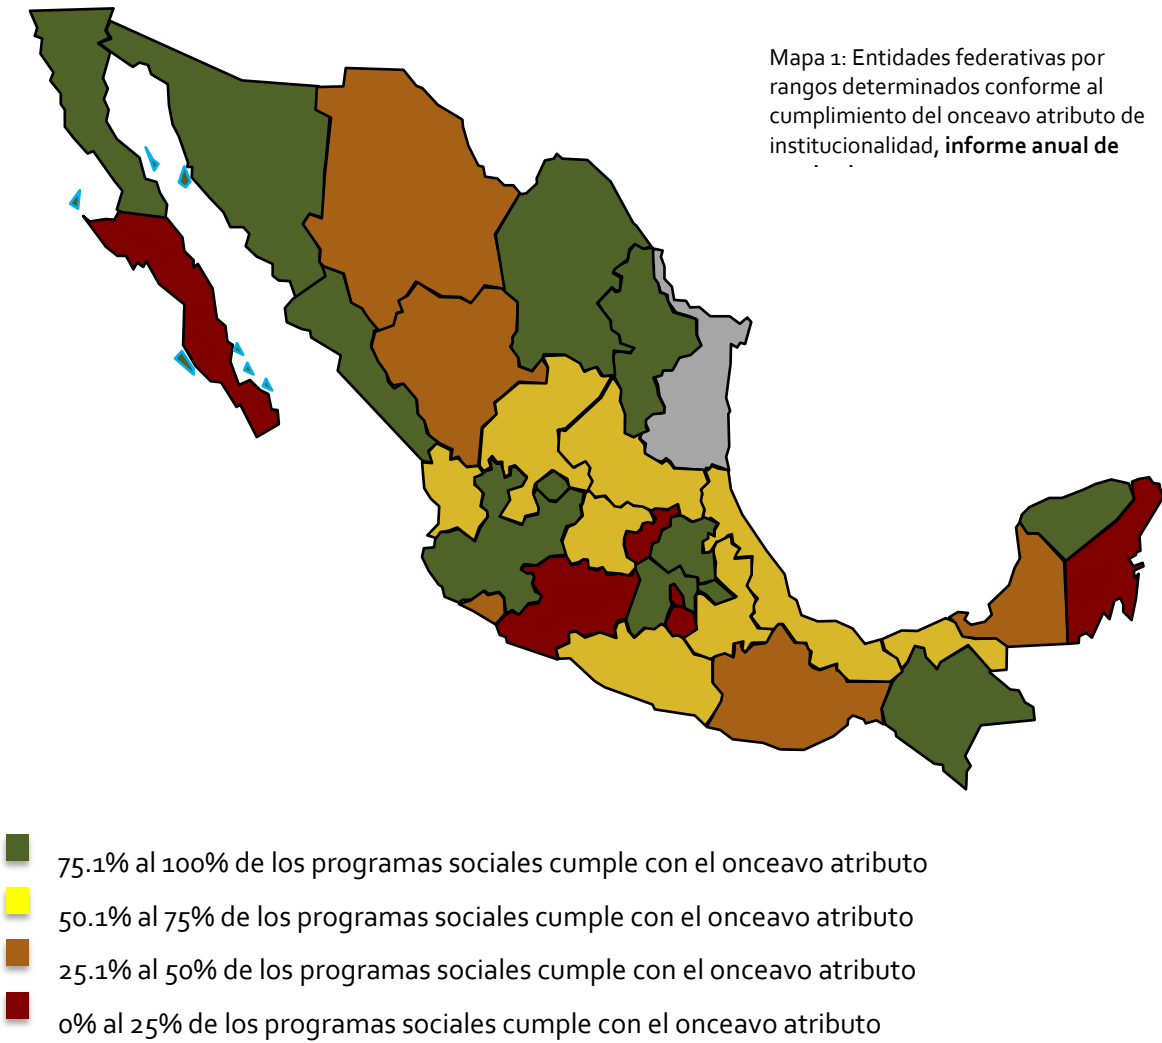 Mapa 1: Entidades federativas por
rangos determinados conforme al
cumplimiento del onceavo atributo de
institucionalidad, informe anual de
75.1% al 100% de los programas sociales cumple con el onceavo atributo
50.1% al 75% de los programas sociales cumple con el onceavo atributo
25.1% al 50% de los programas sociales cumple con el onceavo atributo
0% al 25% de los programas sociales cumple con el onceavo atributo